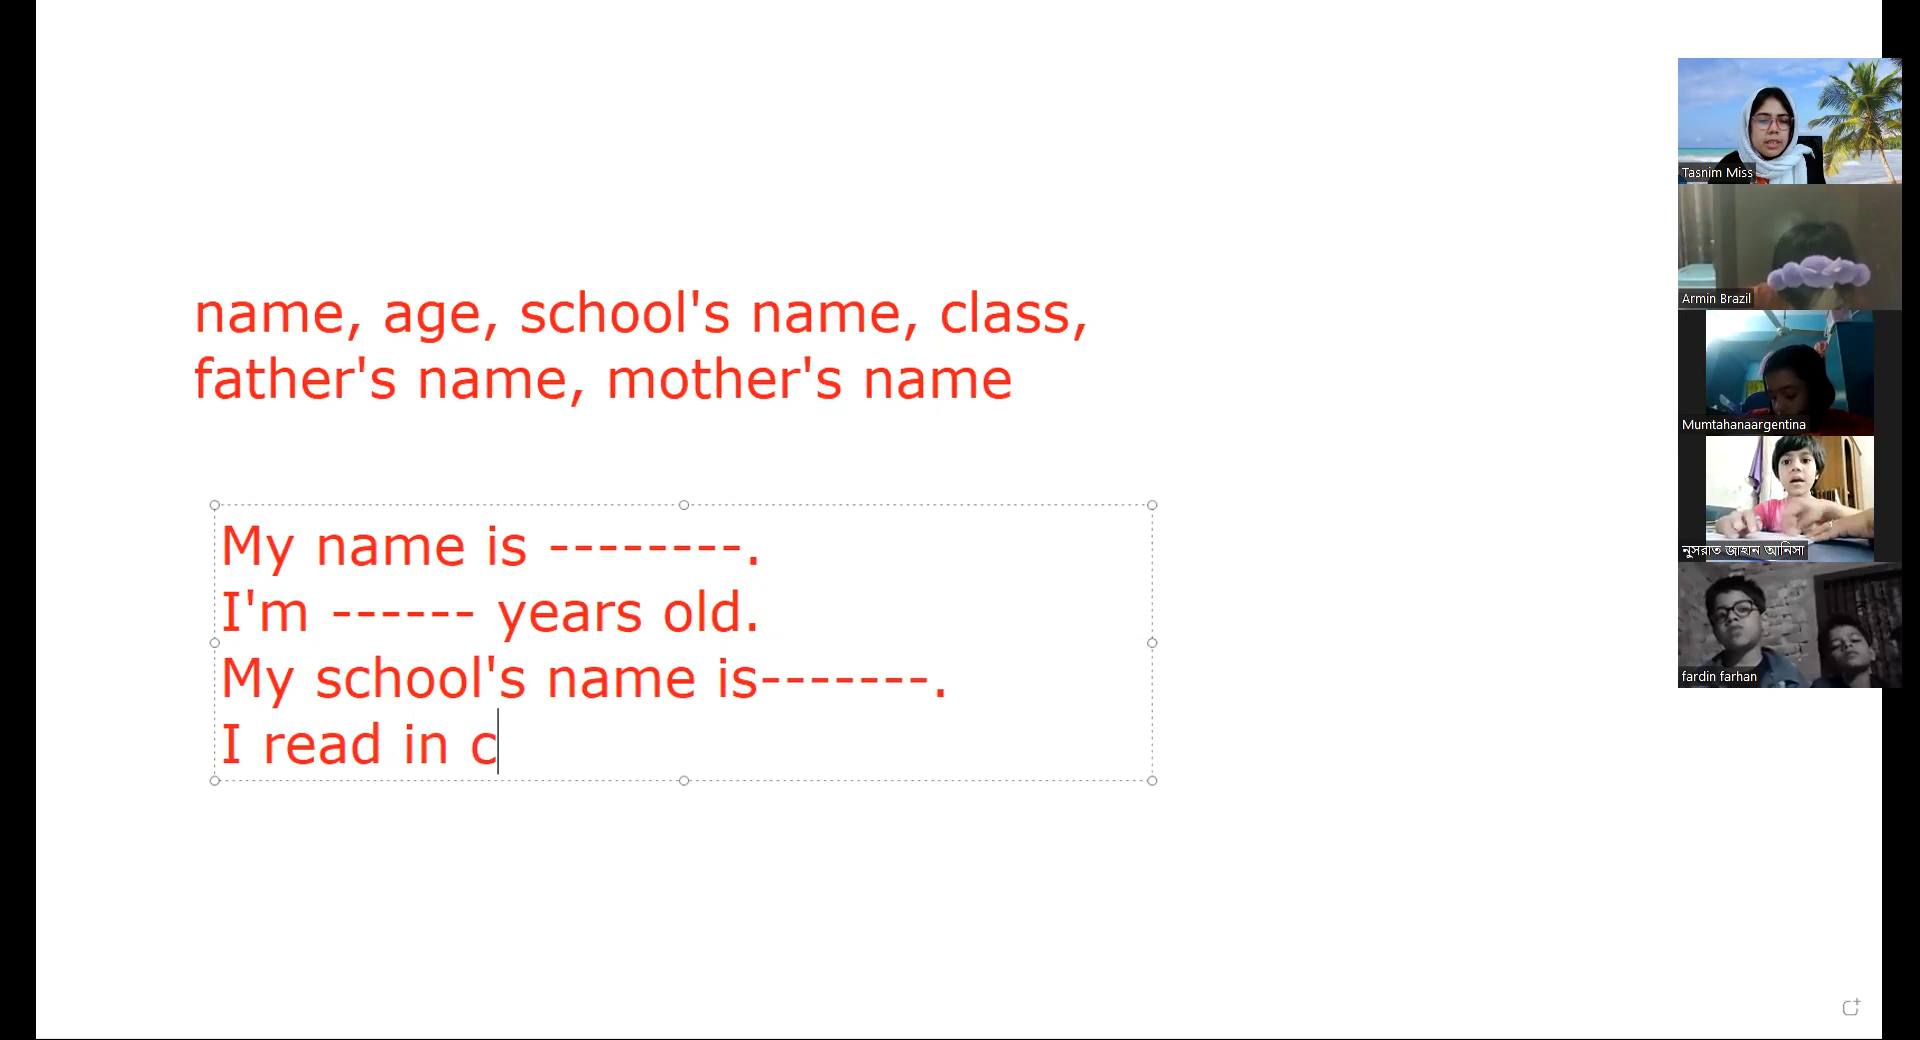 name, age, school's name, class,
father's name, mother's name
My name is --------.
I'm ------ years old.
My school's name is-------.
I read in c
Tasnim Miss
Armin Brazil
Mumtahanaargentina
নুসরাত জাহান আনিসা
fardin farhan